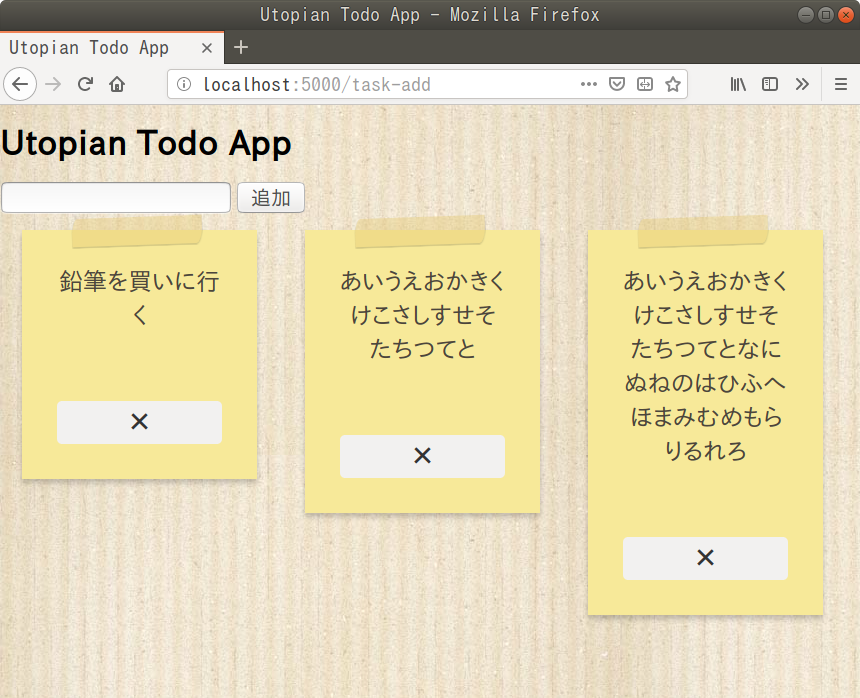 Utopian Todo App - Mozilla Firefox
Utopian Todo App
localhost:5000/task-add
Utopian Todo App
追加
鉛筆を買いに行
く
あいうえおかきく
けこさしすせそ
たちつてと
あいうえおかきく
けこさしすせそ
たちつてとなに
ぬねのはひふへ
ほまみむめもら
りるれろ